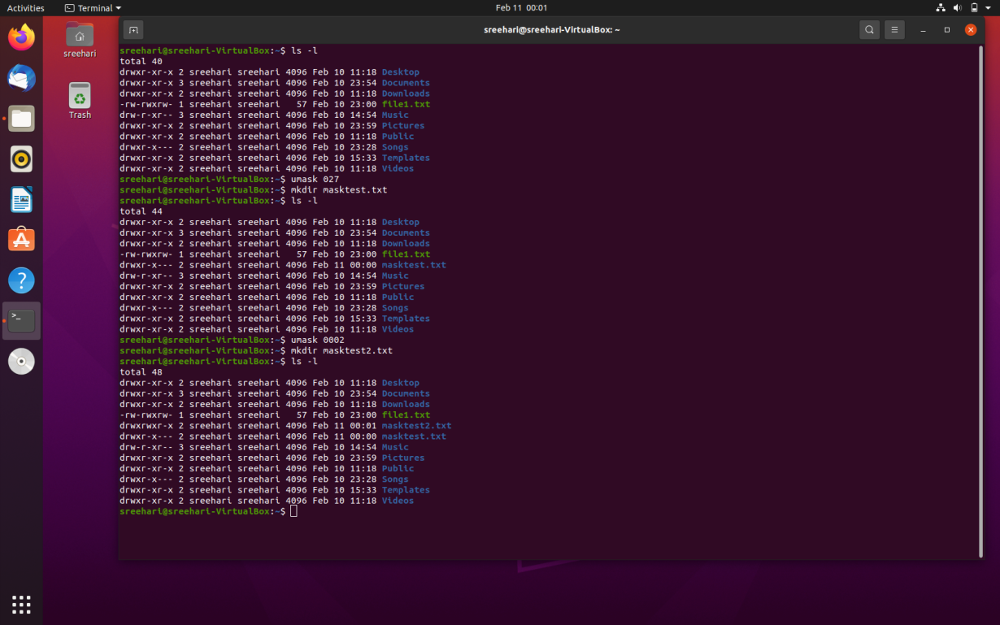 Activities Terminal Feb 11 00:01
sreehari@sreehari-VirtualBox: ~
sreehari
Trash
sreehari@sreehari-VirtualBox:~$ ls -l
total 40
drwxr-xr-x 2 sreehari sreehari 4096 Feb 10 11:18 Desktop
drwxr-xr-x 3 sreehari sreehari 4096 Feb 10 23:54 Documents
drwxr-xr-x 2 sreehari sreehari 4096 Feb 10 11:18 Downloads
-rw-rwxrw- 1 sreehari sreehari   57 Feb 10 23:00 file1.txt
drw-r-xr-- 3 sreehari sreehari 4096 Feb 10 14:54 Music
drwxr-xr-x 2 sreehari sreehari 4096 Feb 10 23:59 Pictures
drwxr-xr-x 2 sreehari sreehari 4096 Feb 10 11:18 Public
drwxr-x--- 2 sreehari sreehari 4096 Feb 10 23:28 Songs
drwxr-xr-x 2 sreehari sreehari 4096 Feb 10 15:33 Templates
drwxr-xr-x 2 sreehari sreehari 4096 Feb 10 11:18 Videos
sreehari@sreehari-VirtualBox:~$ umask 027
sreehari@sreehari-VirtualBox:~$ mkdir masktest.txt
sreehari@sreehari-VirtualBox:~$ ls -l
total 44
drwxr-xr-x 2 sreehari sreehari 4096 Feb 10 11:18 Desktop
drwxr-xr-x 3 sreehari sreehari 4096 Feb 10 23:54 Documents
drwxr-xr-x 2 sreehari sreehari 4096 Feb 10 11:18 Downloads
-rw-rwxrw- 1 sreehari sreehari   57 Feb 10 23:00 file1.txt
drwxr-x--- 2 sreehari sreehari 4096 Feb 11 00:00 masktest.txt
drw-r-xr-- 3 sreehari sreehari 4096 Feb 10 14:54 Music
drwxr-xr-x 2 sreehari sreehari 4096 Feb 10 23:59 Pictures
drwxr-xr-x 2 sreehari sreehari 4096 Feb 10 11:18 Public
drwxr-x--- 2 sreehari sreehari 4096 Feb 10 23:28 Songs
drwxr-xr-x 2 sreehari sreehari 4096 Feb 10 15:33 Templates
drwxr-xr-x 2 sreehari sreehari 4096 Feb 10 11:18 Videos
sreehari@sreehari-VirtualBox:~$ umask 0002
sreehari@sreehari-VirtualBox:~$ mkdir masktest2.txt
sreehari@sreehari-VirtualBox:~$ ls -l
total 48
drwxr-xr-x 2 sreehari sreehari 4096 Feb 10 11:18 Desktop
drwxr-xr-x 3 sreehari sreehari 4096 Feb 10 23:54 Documents
drwxr-xr-x 2 sreehari sreehari 4096 Feb 10 11:18 Downloads
-rw-rwxrw- 1 sreehari sreehari   57 Feb 10 23:00 file1.txt
drwxrwxr-x 2 sreehari sreehari 4096 Feb 11 00:01 masktest2.txt
drwxr-x--- 2 sreehari sreehari 4096 Feb 11 00:00 masktest.txt
drw-r-xr-- 3 sreehari sreehari 4096 Feb 10 14:54 Music
drwxr-xr-x 2 sreehari sreehari 4096 Feb 10 23:59 Pictures
drwxr-xr-x 2 sreehari sreehari 4096 Feb 10 11:18 Public
drwxr-x--- 2 sreehari sreehari 4096 Feb 10 23:28 Songs
drwxr-xr-x 2 sreehari sreehari 4096 Feb 10 15:33 Templates
drwxr-xr-x 2 sreehari sreehari 4096 Feb 10 11:18 Videos
sreehari@sreehari-VirtualBox:~$